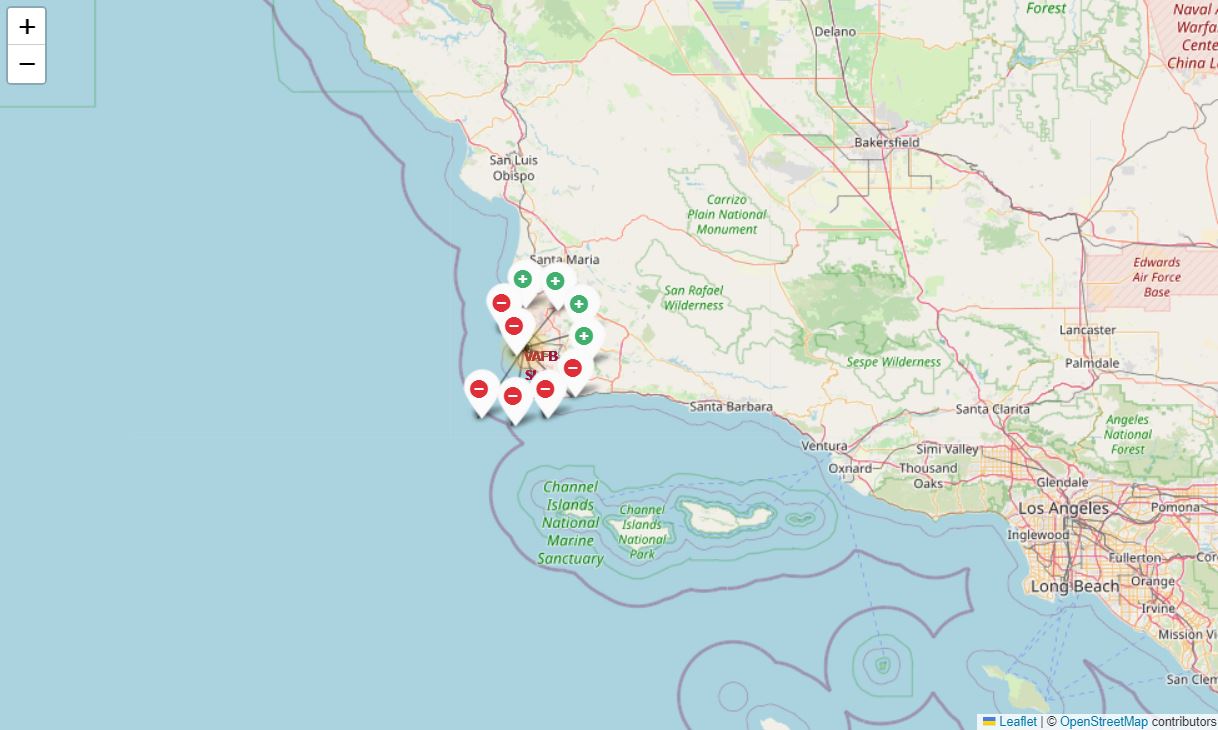 +
−
Forest
Naval A
Warfa
Cente
China L
Delano
Bakersfield
San Luis
Obispo
Carrizo
Plain National
Monument
Santa Maria
Edwards
Air Force
Base
San Rafael
Wilderness
Lancaster
VAFB
Sespe Wilderness
Palmdale
Santa Barbara
Santa Clarita
Angeles
National
Forest
Ventura
Simi Valley
Oxnard
Thousand
Oaks
Glendale
Channel
Islands
National
Marine
Sanctuary
Channel
Islands
National
Park
Los Angeles
Pomona
Inglewood
Fullerton
Cor
Long Beach
Orange
Irvine
Mission Vi
San Clem
Leaflet | © OpenStreetMap contributors